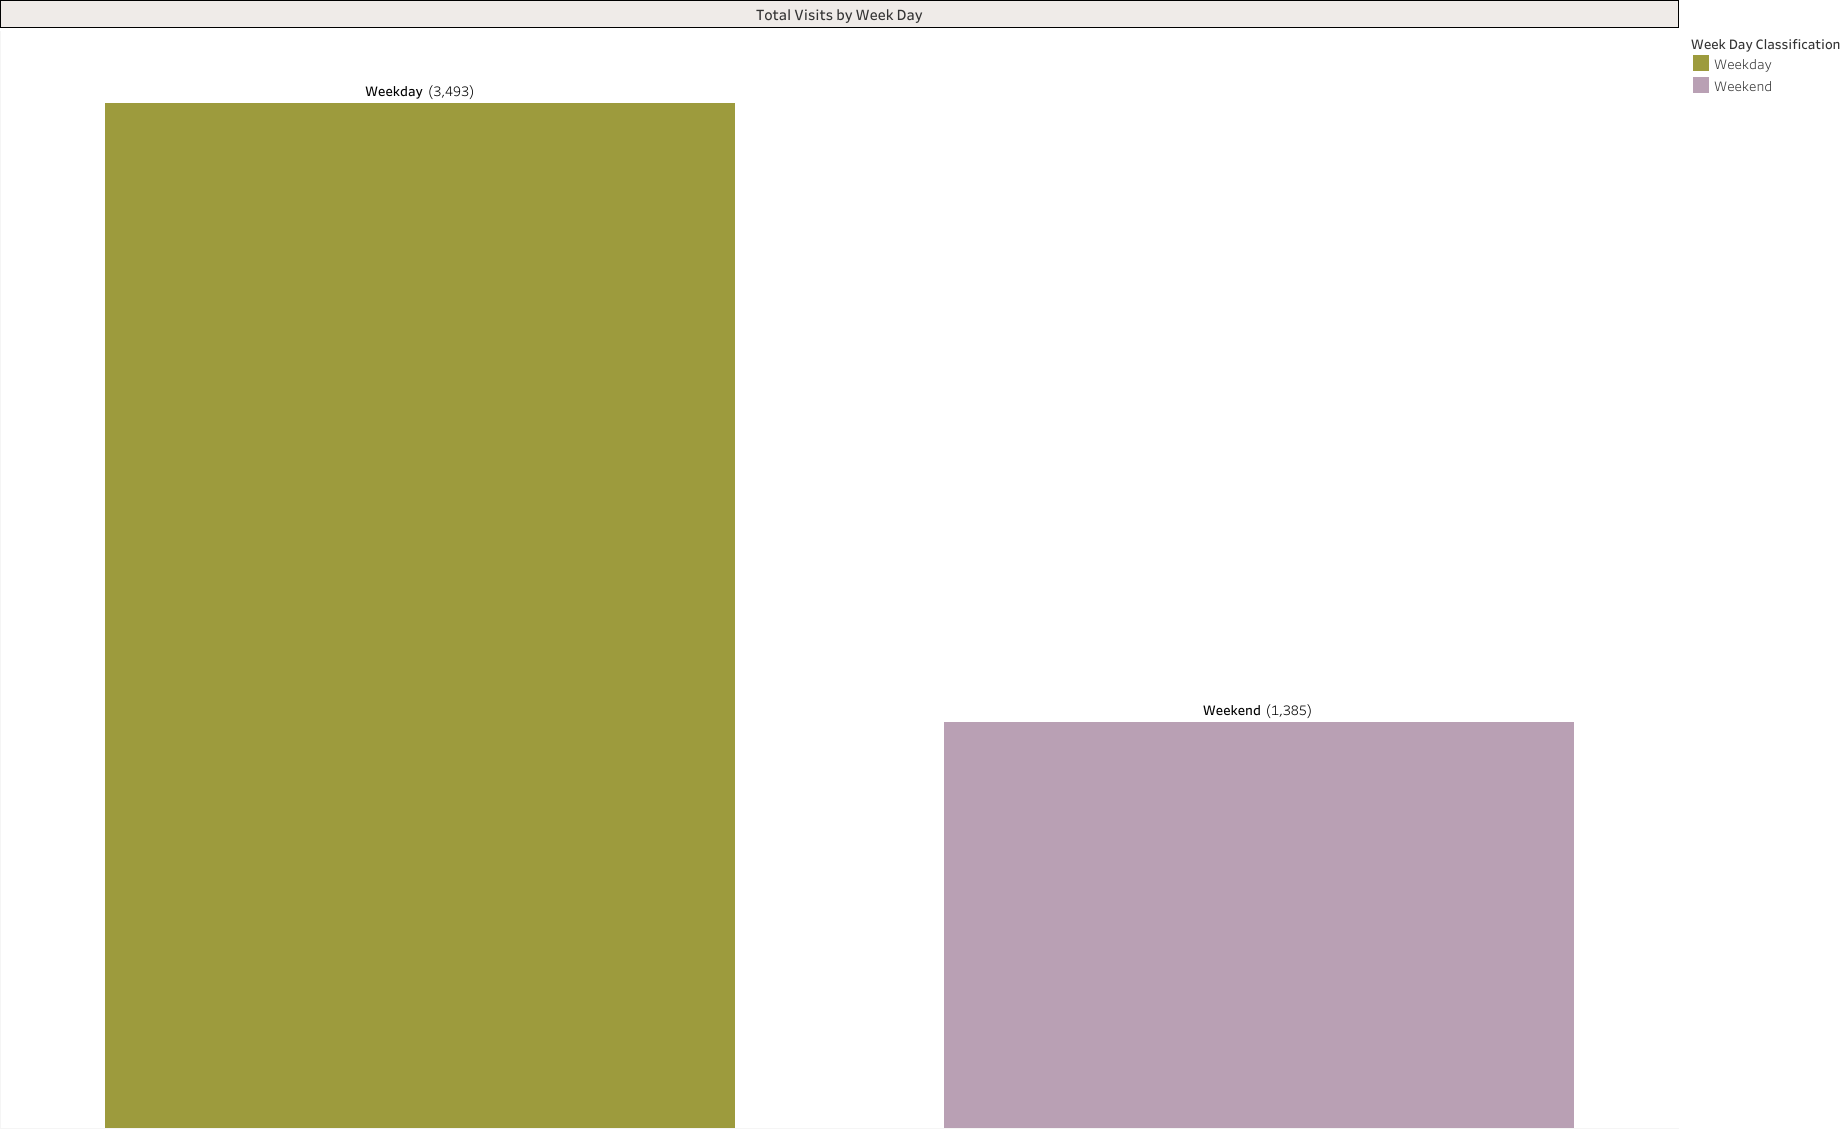 Total Visits by Week Day
Week Day Classification
Weekday
Weekend
Weekday (3,493)
Weekend (1,385)